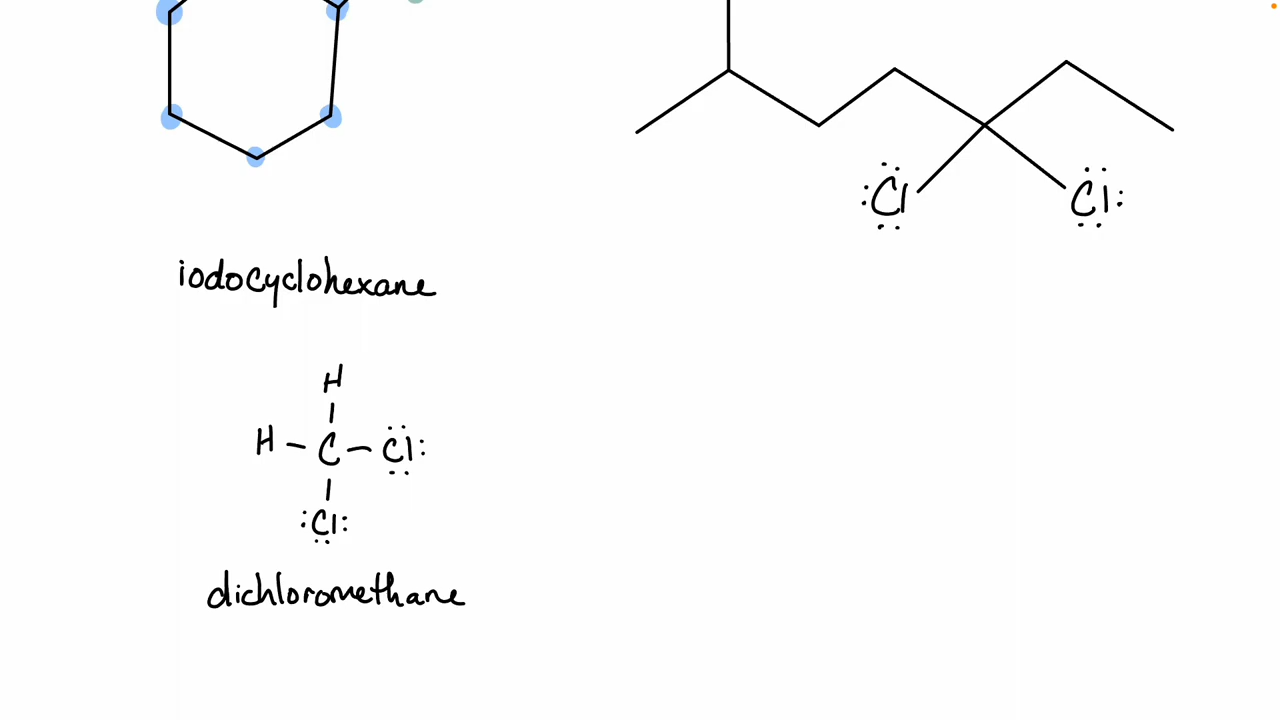 :Cl Cl:
iodocyclohexane
H
H – C – Cl:
:Cl:
dichloromethane